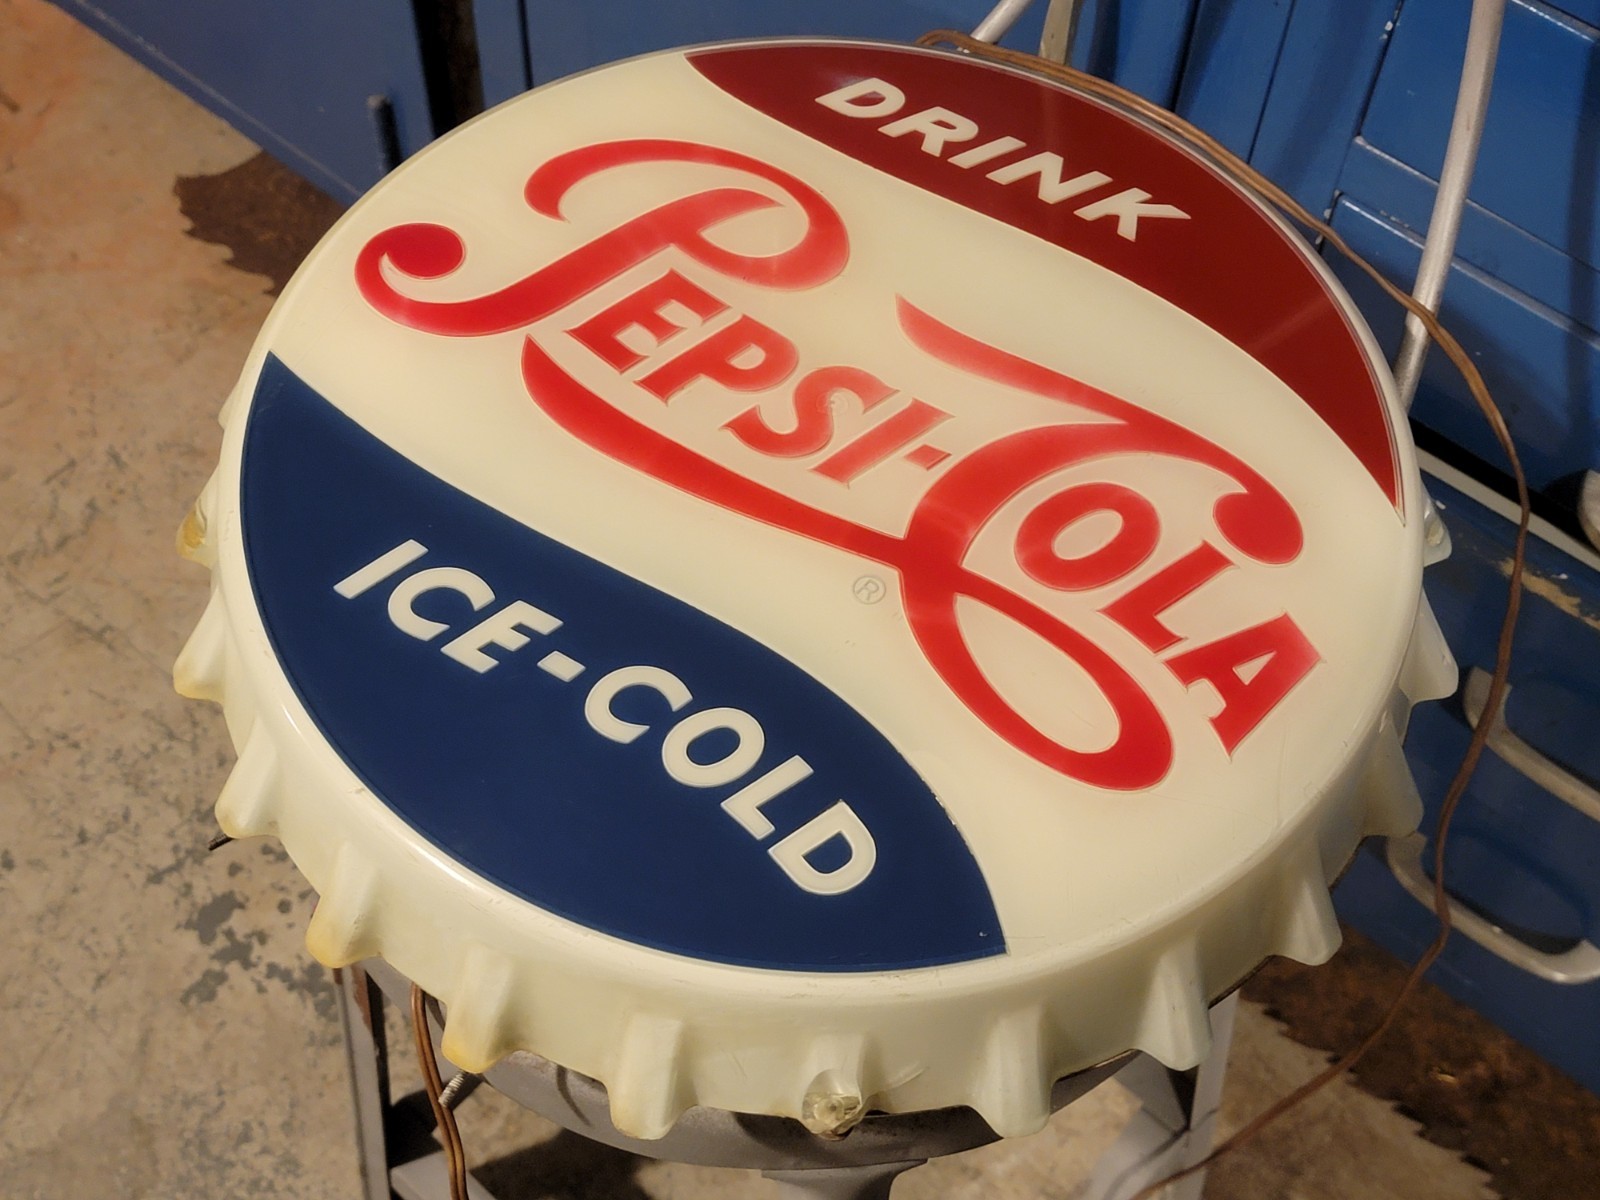 DRINK
PEPSI-COLA
®
ICE-COLD